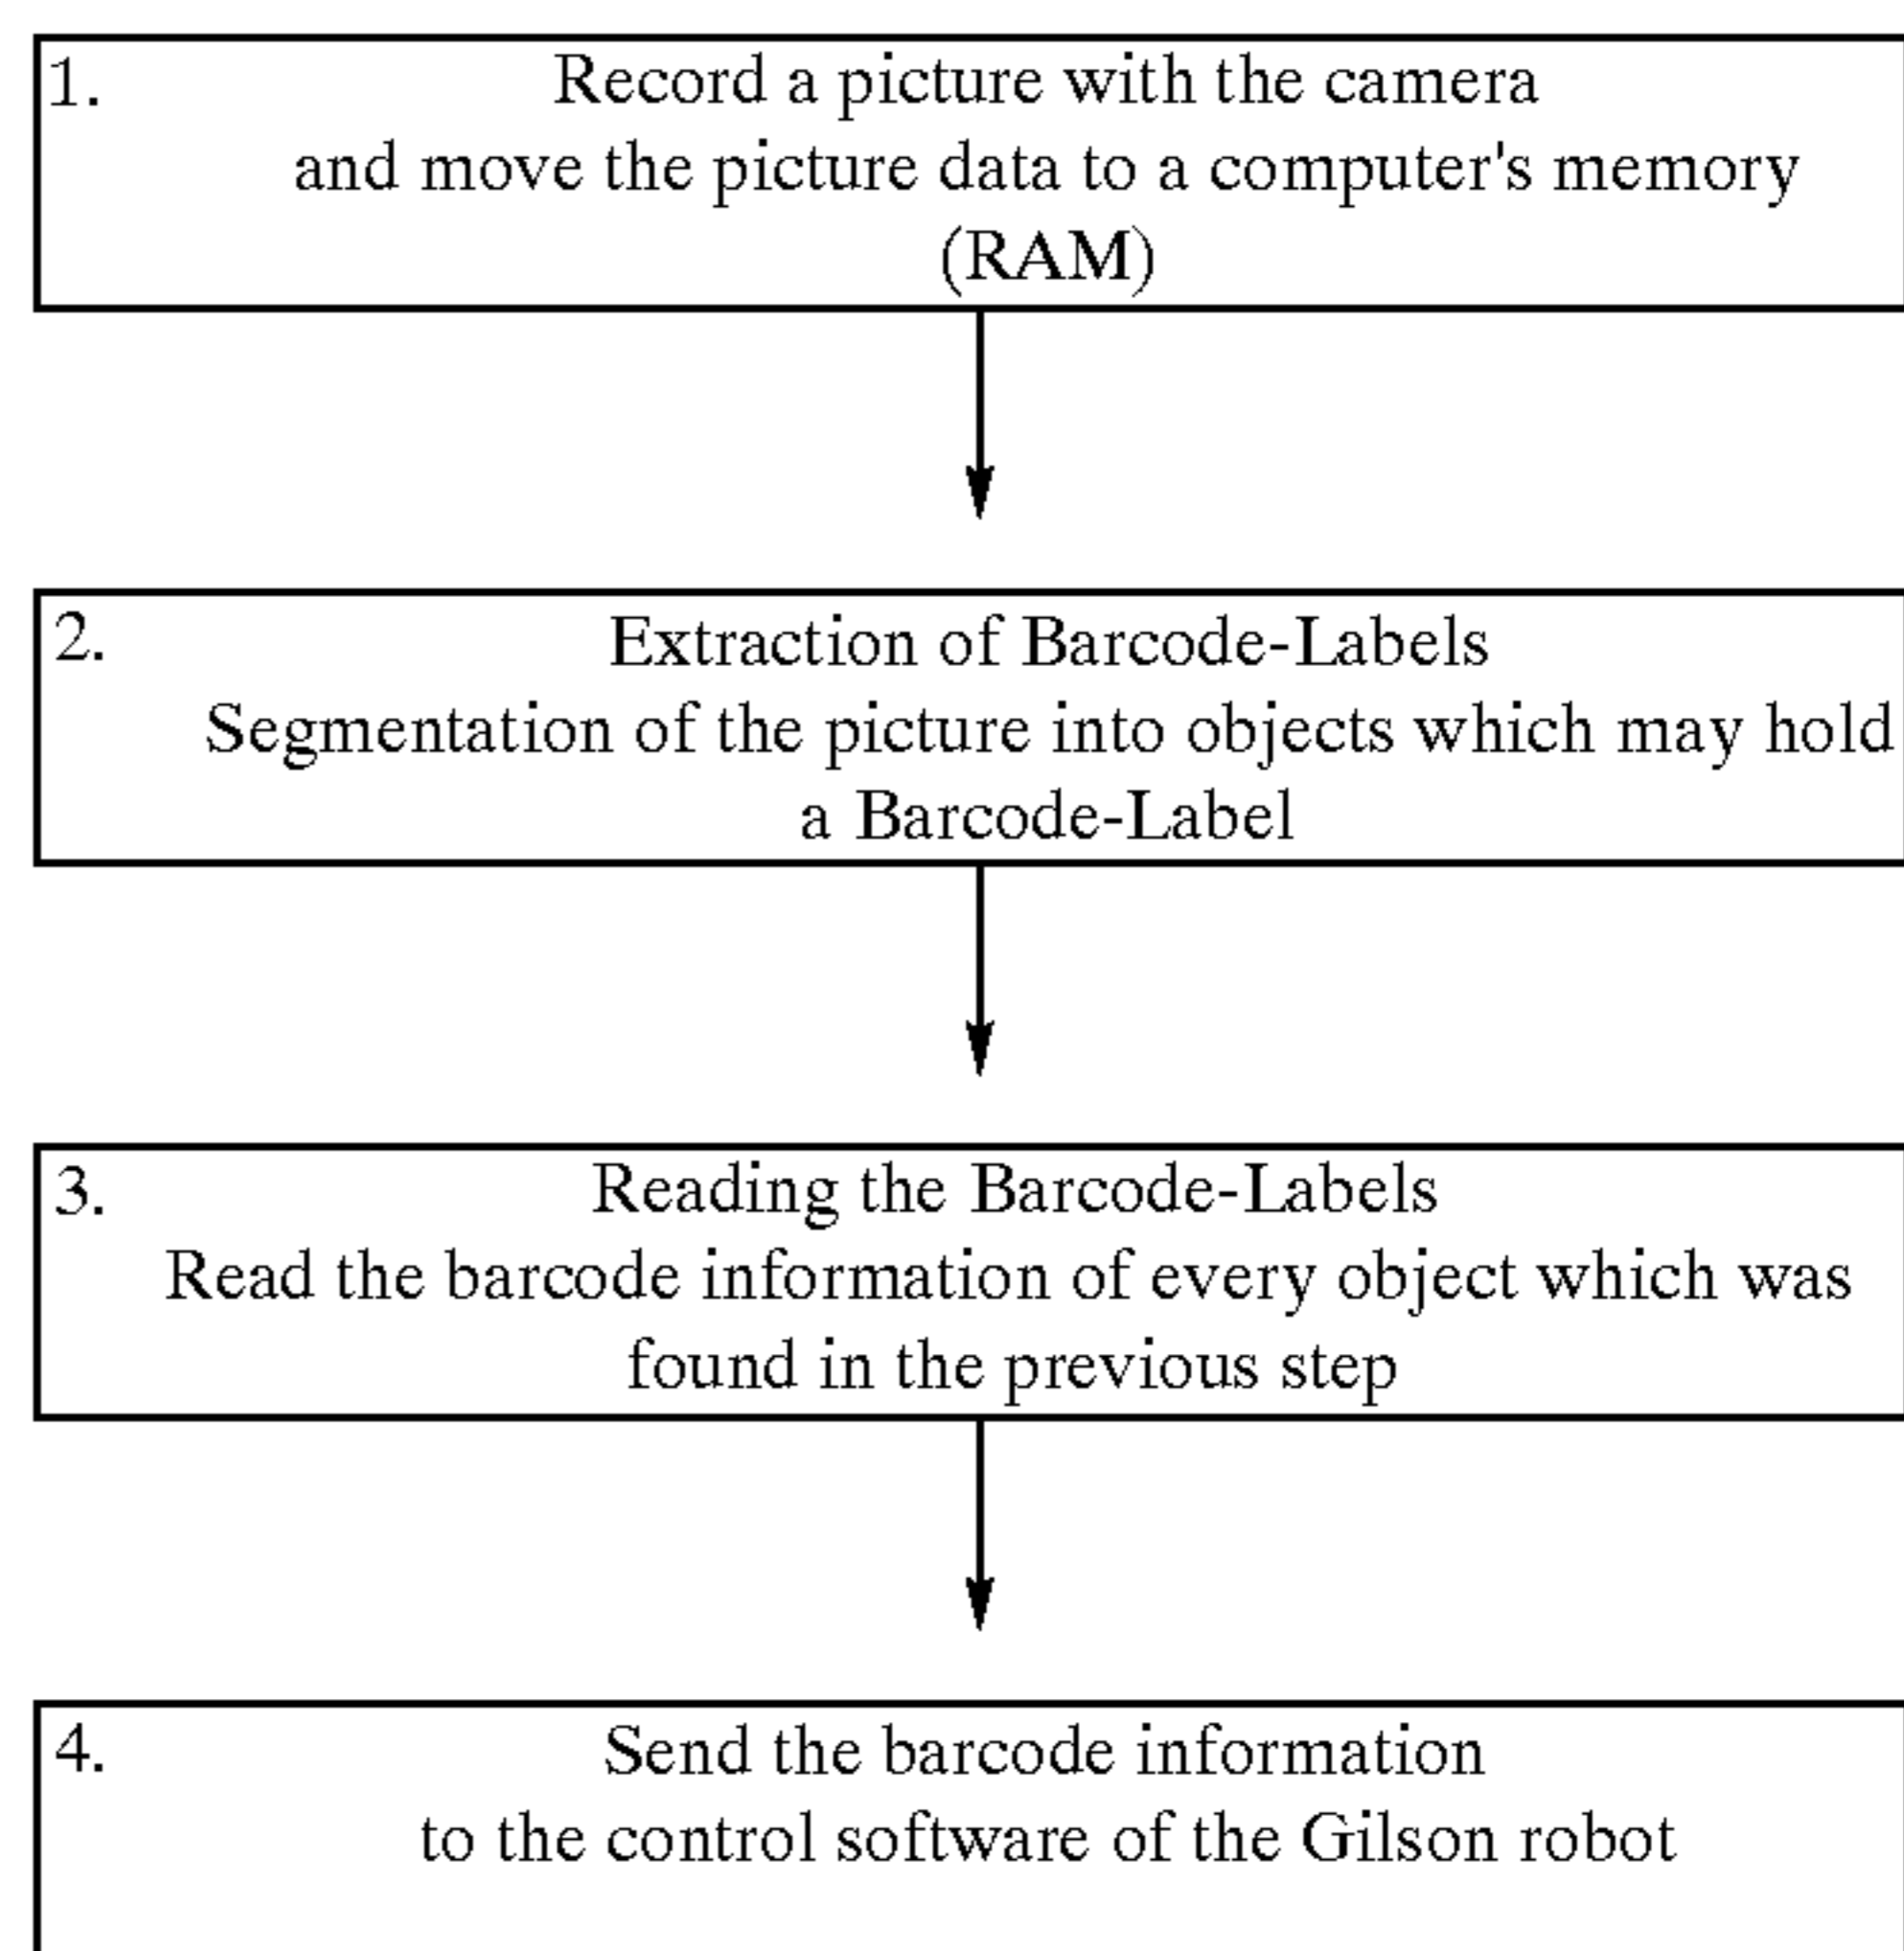 1. Record a picture with the camera
and move the picture data to a computer's memory
(RAM)
2. Extraction of Barcode-Labels
Segmentation of the picture into objects which may hold
a Barcode-Label
3. Reading the Barcode-Labels
Read the barcode information of every object which was
found in the previous step
4. Send the barcode information
to the control software of the Gilson robot